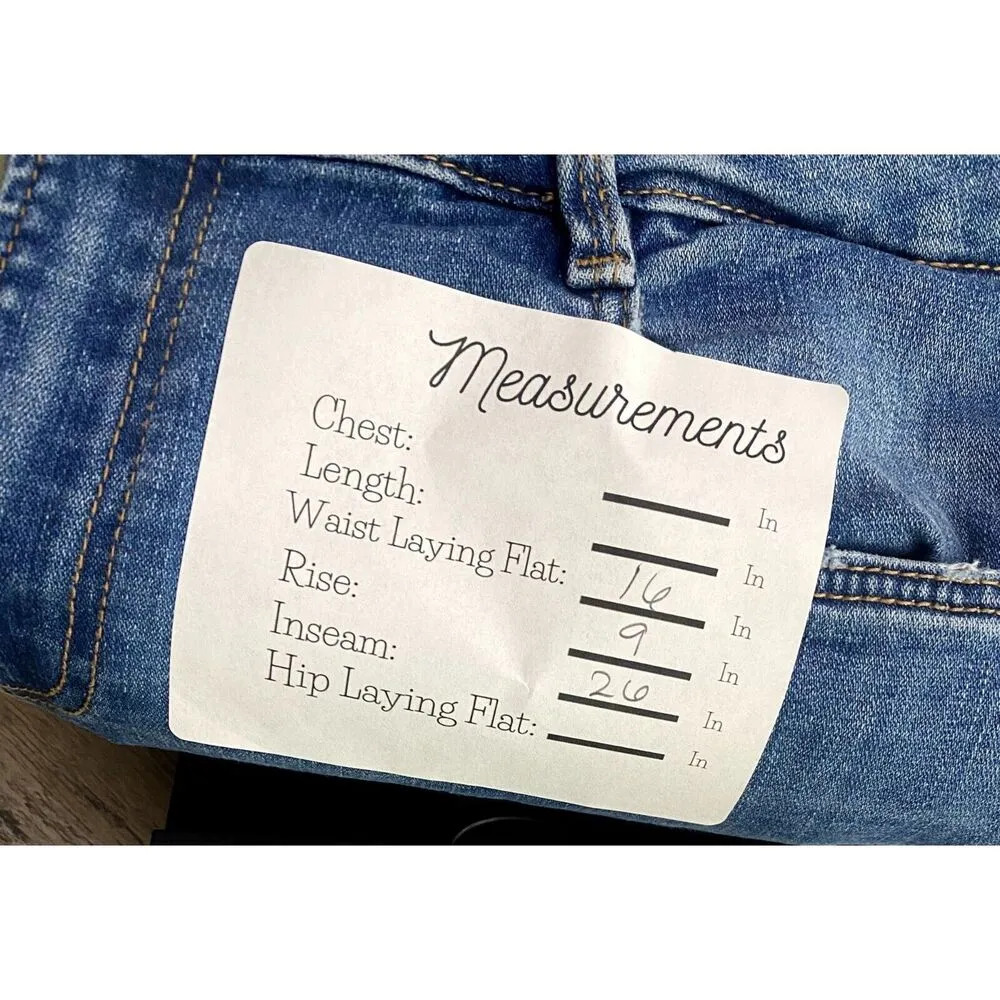 Measurements
Chest: In
Length: In
Waist Laying Flat: 16 In
Rise: 9 In
Inseam: 26 In
Hip Laying Flat: In